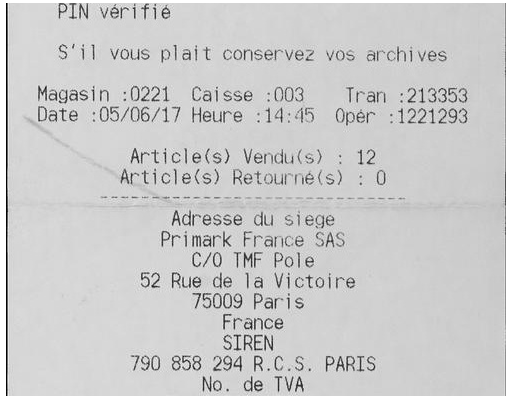 PIN vérifié
S'il vous plait conservez vos archives
Magasin :0221 Caisse :003 Tran :213353
Date :05/06/17 Heure :14:45 Opér :1221293
Article(s) Vendu(s) : 12
Article(s) Retourné(s) : 0
--------------------------------
Adresse du siege
Primark France SAS
C/O TMF Pole
52 Rue de la Victoire
75009 Paris
France
SIREN
790 858 294 R.C.S. PARIS
No. de TVA